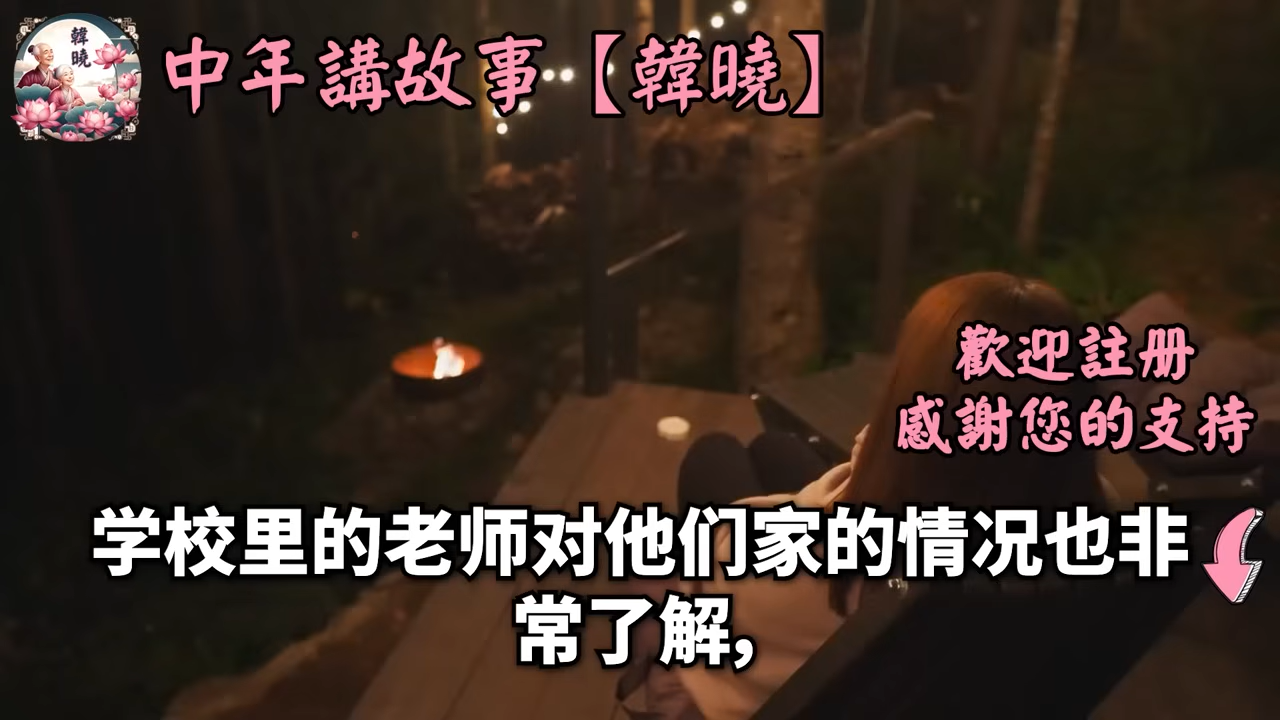 韓
曉
中年講故事【韓曉】
歡迎註册
感謝您的支持
学校里的老师对他们家的情况也非
常了解,